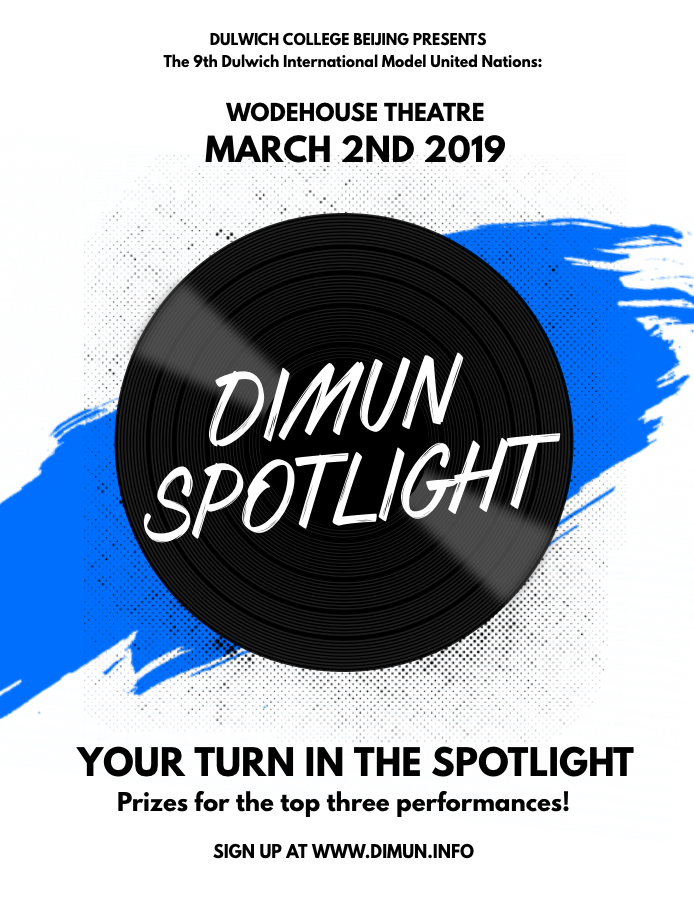 DULWICH COLLEGE BEIJING PRESENTS
The 9th Dulwich International Model United Nations:
WODEHOUSE THEATRE
MARCH 2ND 2019
DIMUN
SPOTLIGHT
YOUR TURN IN THE SPOTLIGHT
Prizes for the top three performances!
SIGN UP AT WWW.DIMUN.INFO